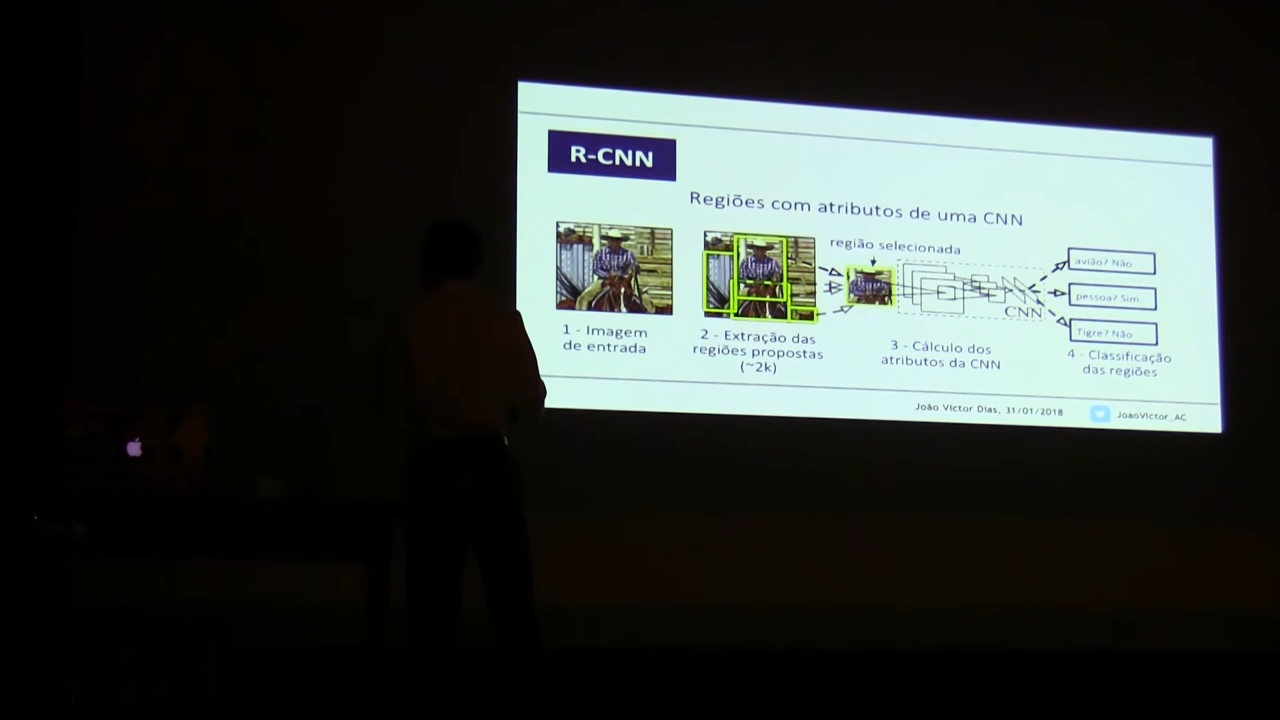 R-CNN
Regiões com atributos de uma CNN
região selecionada
CNN
avião? Não.
pessoa? Sim.
Tigre? Não.
1 - Imagem
de entrada
2 - Extração das
regiões propostas
(~2k)
3 - Cálculo dos
atributos da CNN
4 - Classificação
das regiões
João Victor Dias, 31/01/2018
JoaoVictor_AC